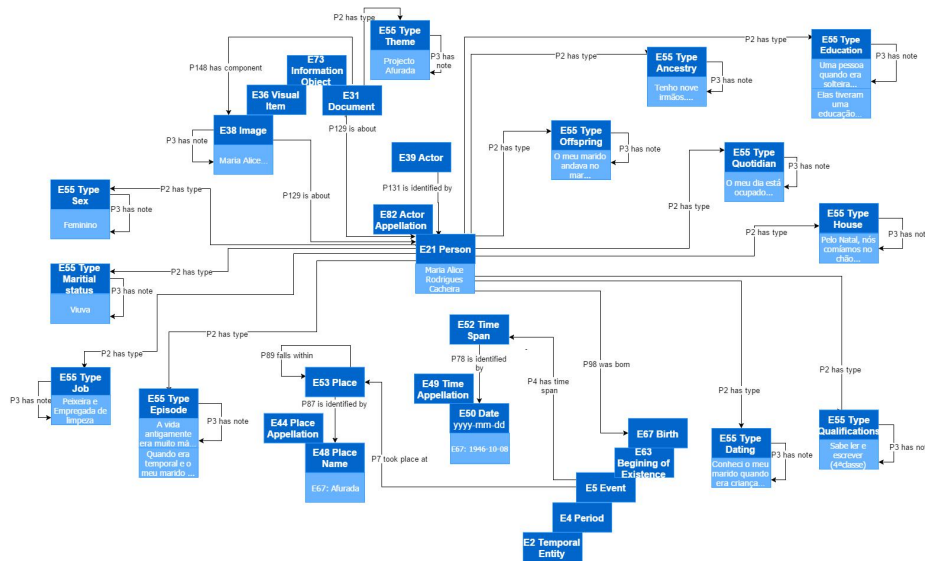 P2 has type
E55 Type
Theme
Projecto
Afurada
P3 has
note
P148 has component
E73
Information
Object
E36 Visual
Item
E31
Document
E38 Image
Maria Alice...
P3 has note
P129 is about
P129 is about
E39 Actor
P131 is identified by
E82 Actor
Appellation
E21 Person
Maria Alice
Rodrigues
Cacheira
P2 has type
E55 Type
Offspring
O meu marido
andava no
mar...
P3 has note
P2 has type
E55 Type
Ancestry
Tenho nove
irmãos....
P3 has note
P2 has type
E55 Type
Education
Uma pessoa
quando era
solteira...
Elas tiveram
uma
educação...
P3 has note
P2 has type
E55 Type
Quotidian
O meu dia está
ocupado...
P3 has note
P2 has type
E55 Type
House
Pelo Natal, nós
comíamos no
chão...
P3 has note
E55 Type
Sex
Feminino
P2 has type
P3 has note
E55 Type
Maritial
status
Viuva
P2 has type
P3 has note
E55 Type
Job
Peixeira e
Empregada de
limpeza
P2 has type
P3 has note
E55 Type
Episode
A vida
antigamente
era muito má...
Quando era
temporal e o
meu marido ...
P2 has type
P3 has note
P89 falls within
E53 Place
P87 is identified by
E44 Place
Appellation
E48 Place
Name
E67: Afurada
P7 took place at
E52 Time
Span
P78 is identified
by
E49 Time
Appellation
E50 Date
yyyy-mm-dd
E67: 1946-10-08
P4 has time
span
P98 was born
E67 Birth
E63
Begining of
Existence
E5 Event
E4 Period
E2 Temporal
Entity
P2 has type
E55 Type
Dating
Conheci o meu
marido quando
era criança...
P3 has note
P2 has type
E55 Type
Qualifications
Sabe ler e
escrever
(4ªclasse)
P3 has note